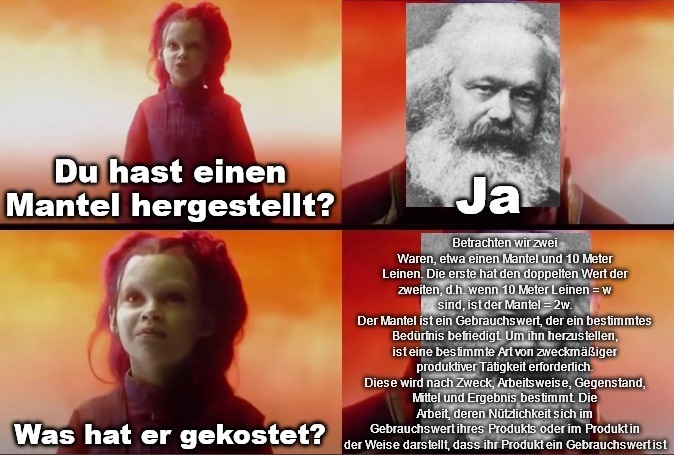 Du hast einen
Mantel hergestellt?
Ja
Was hat er gekostet?
Betrachten wir zwei
Waren, etwa einen Mantel und 10 Meter
Leinen. Die erste hat den doppelten Wert der
zweiten, d.h. wenn 10 Meter Leinen = w
sind, ist der Mantel = 2w.
Der Mantel ist ein Gebrauchswert, der ein bestimmtes
Bedürfnis befriedigt. Um ihn herzustellen,
ist eine bestimmte Art von zweckmäßiger
produktiver Tätigkeit erforderlich.
Diese wird nach Zweck, Arbeitsweise, Gegenstand,
Mittel und Ergebnis bestimmt. Die
Arbeit, deren Nützlichkeit sich im
Gebrauchswert ihres Produkts oder im Produkt in
der Weise darstellt, dass ihr Produkt ein Gebrauchswert ist